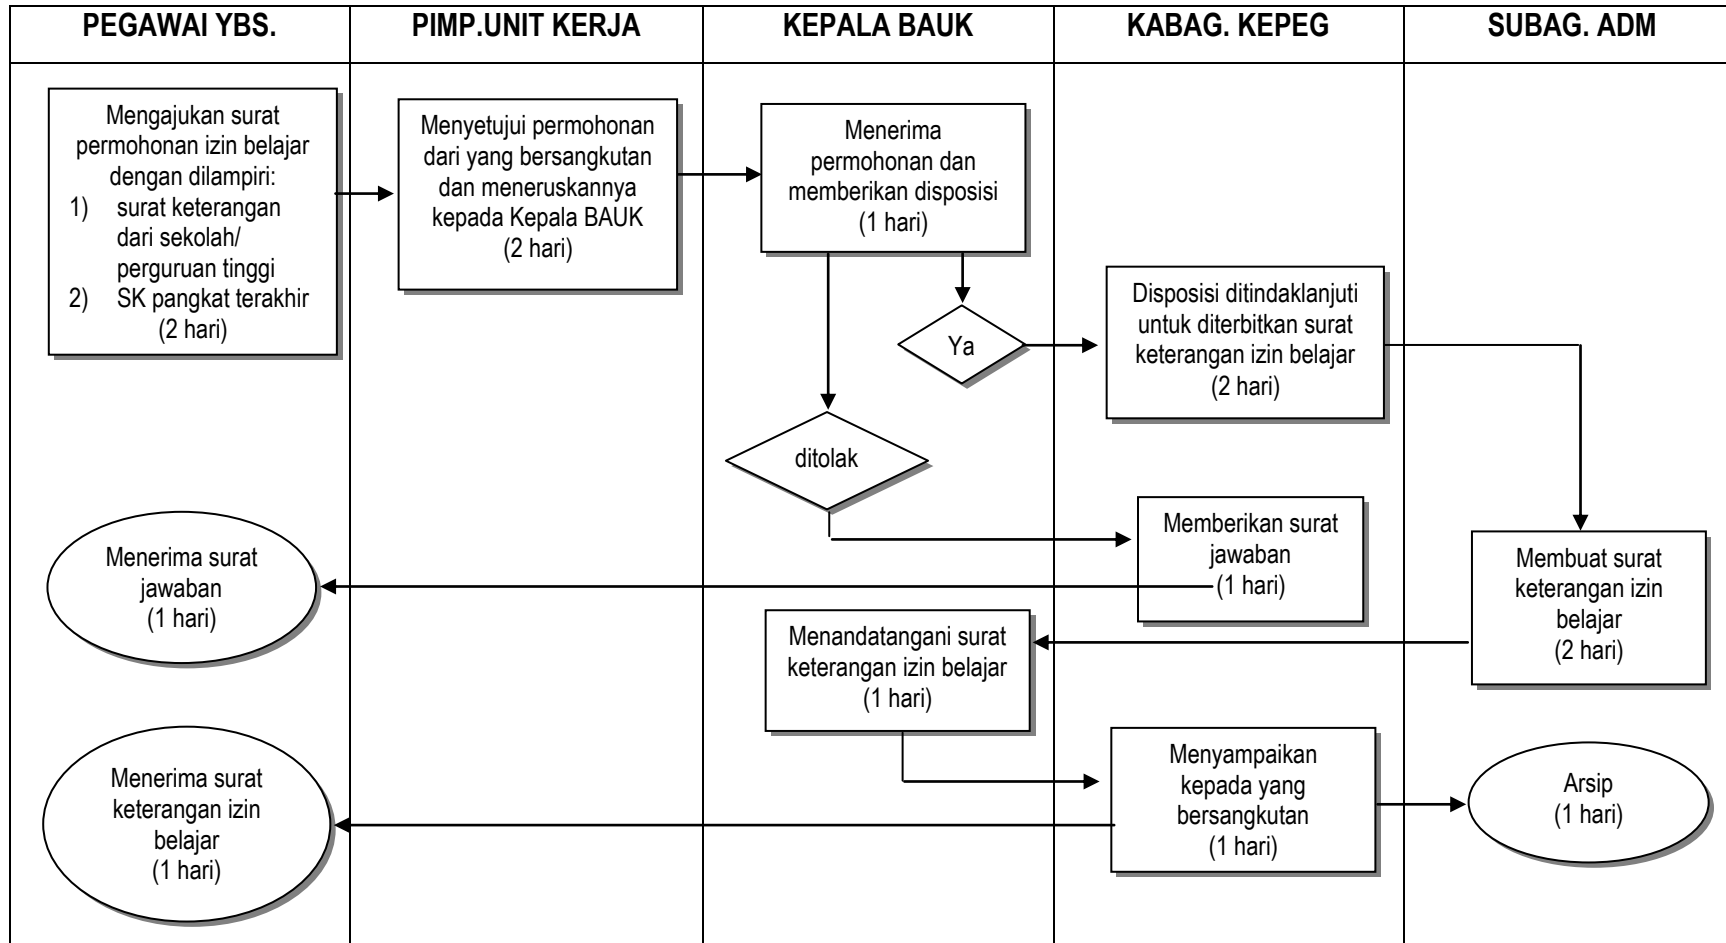 PEGAWAI YBS.
PIMP.UNIT KERJA
KEPALA BAUK
KABAG. KEPEG
SUBAG. ADM
Mengajukan surat
permohonan izin belajar
dengan dilampiri:
1) surat keterangan
dari sekolah/
perguruan tinggi
2) SK pangkat terakhir
(2 hari)
Menyetujui permohonan
dari yang bersangkutan
dan meneruskannya
kepada Kepala BAUK
(2 hari)
Menerima
permohonan dan
memberikan disposisi
(1 hari)
Ya
Disposisi ditindaklanjuti
untuk diterbitkan surat
keterangan izin belajar
(2 hari)
ditolak
Memberikan surat
jawaban
(1 hari)
Menerima surat
jawaban
(1 hari)
Membuat surat
keterangan izin
belajar
(2 hari)
Menandatangani surat
keterangan izin belajar
(1 hari)
Menyampaikan
kepada yang
bersangkutan
(1 hari)
Menerima surat
keterangan izin
belajar
(1 hari)
Arsip
(1 hari)